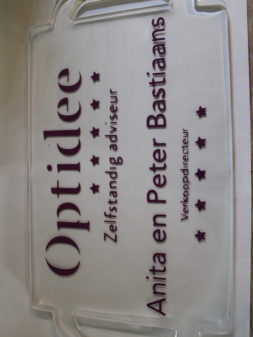 Optidee
★ ★ ★ ★ ★
Zelfstandig adviseur
Anita en Peter Bastiaans
Verkoopdirecteur
★ ★ ★ ★ ★